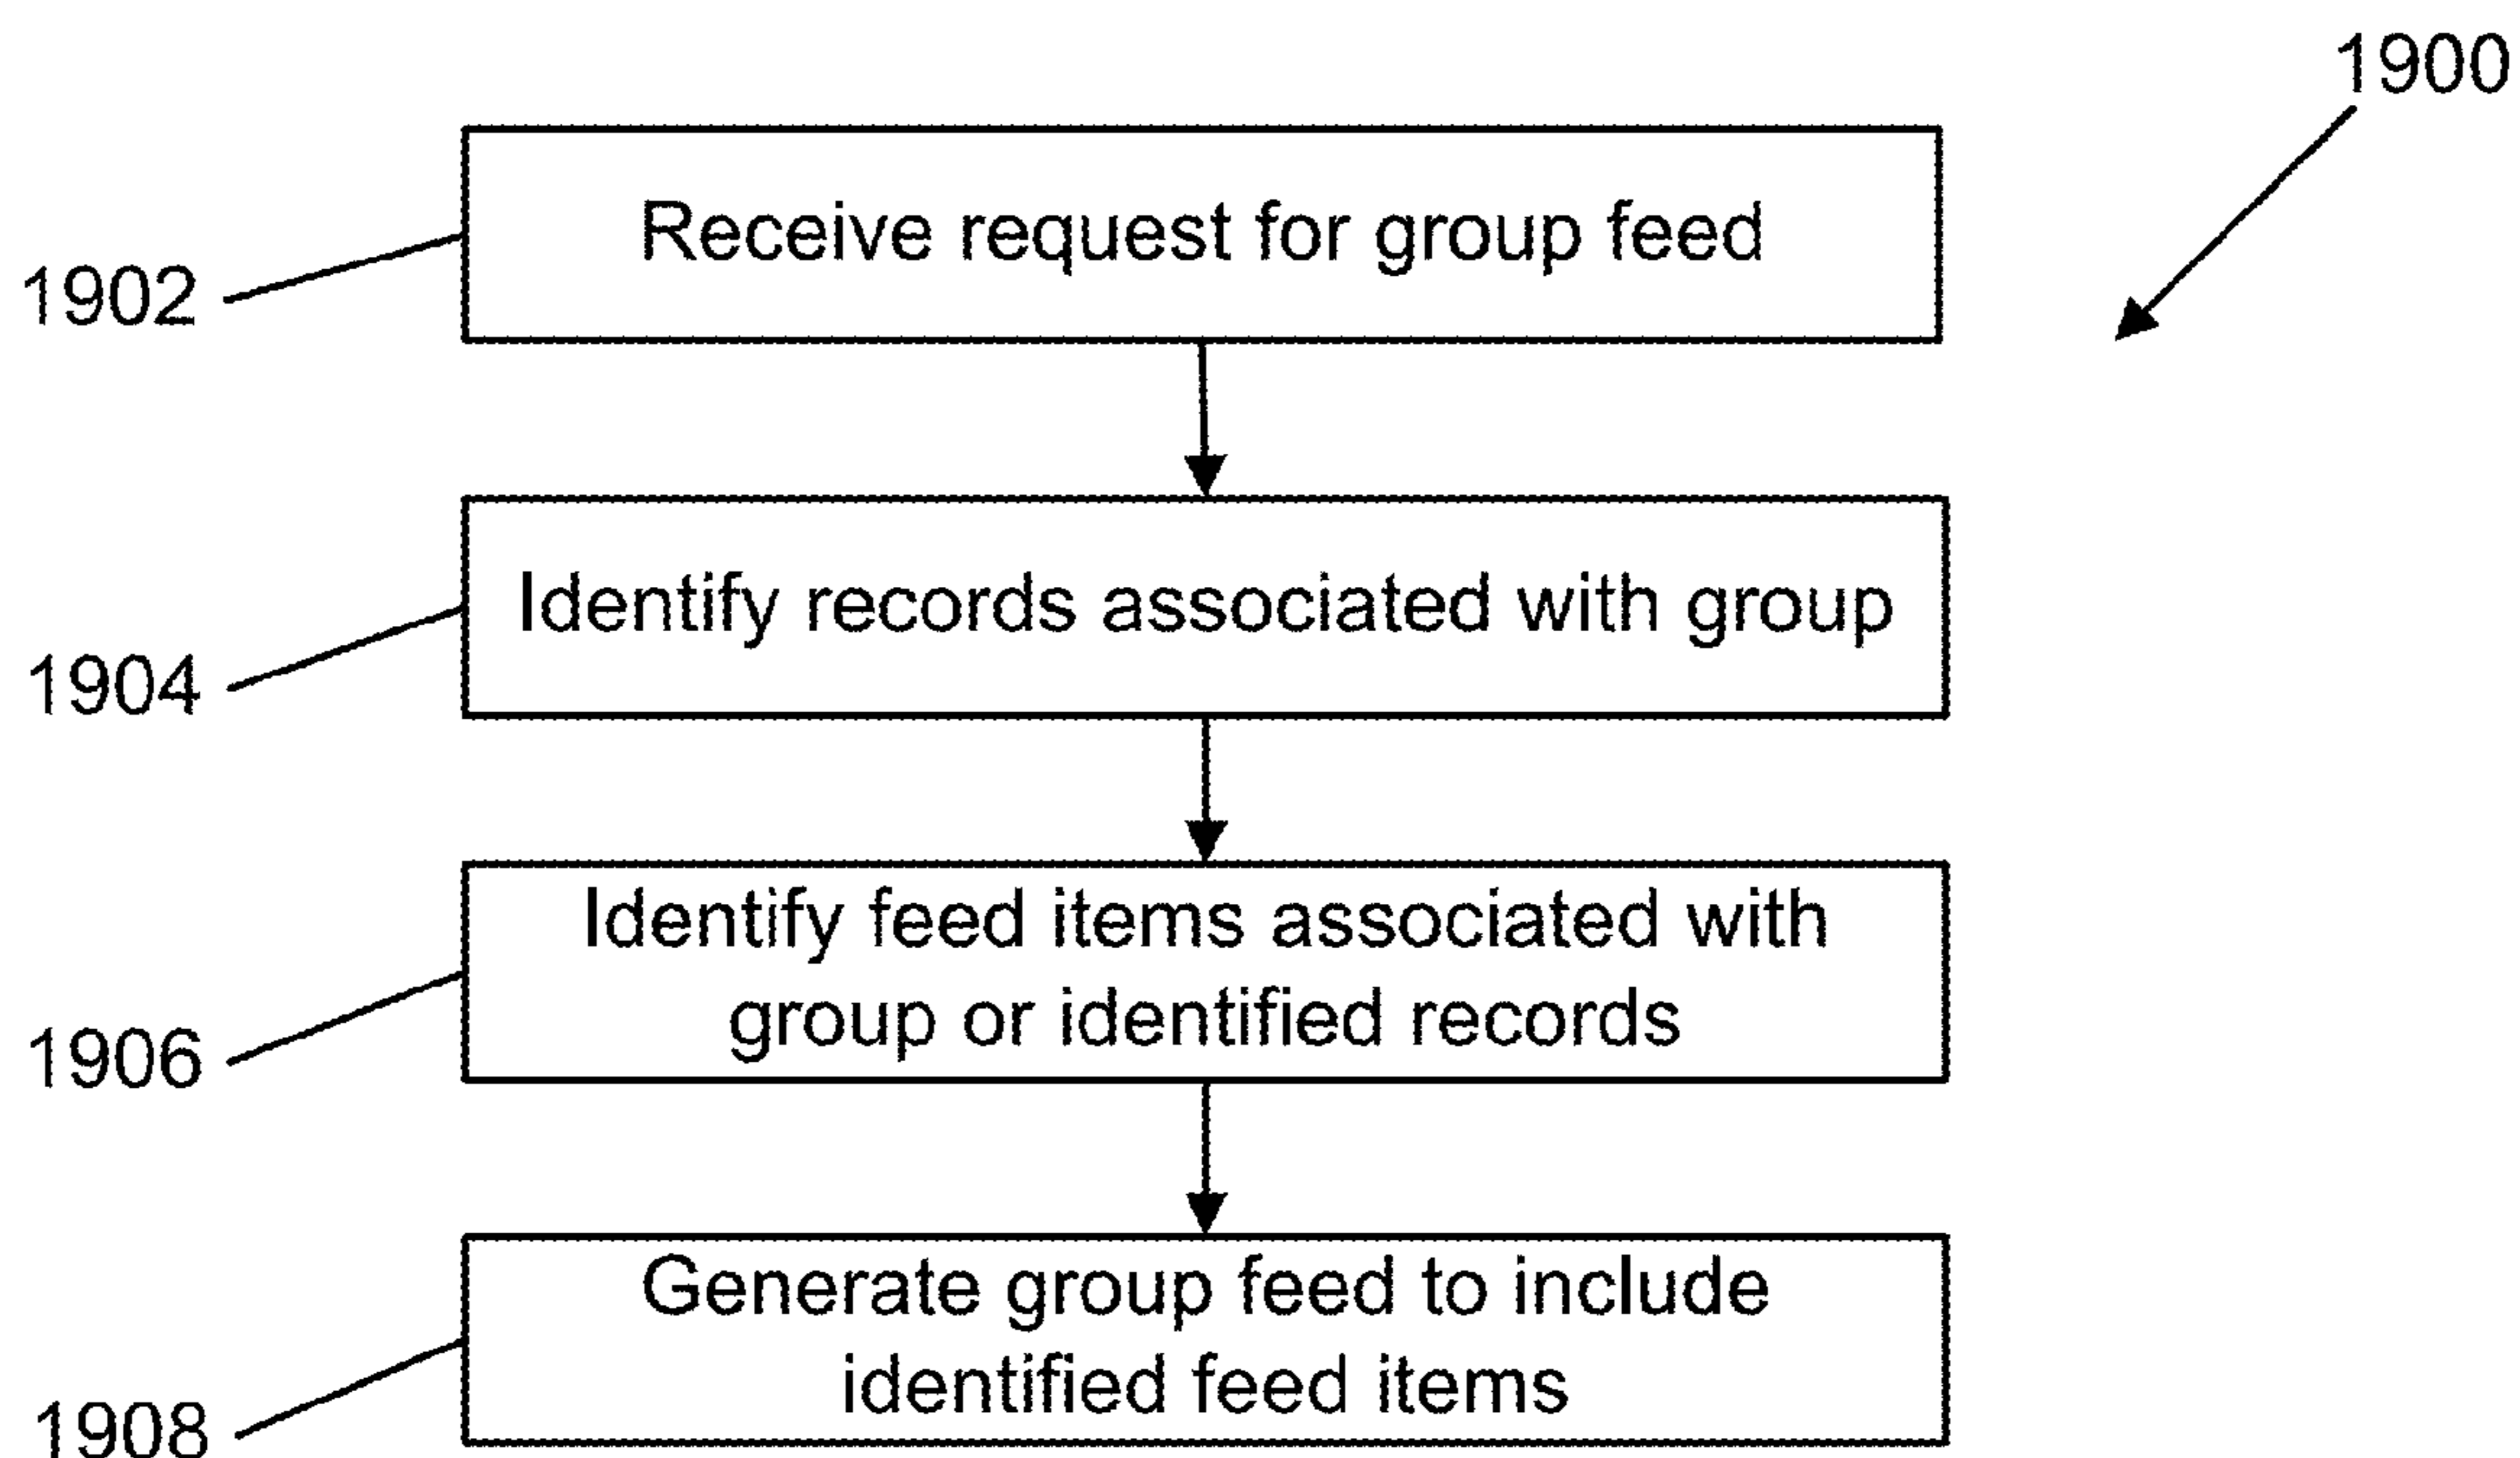 1900
Receive request for group feed
1902
Identify records associated with group
1904
Identify feed items associated with
group or identified records
1906
Generate group feed to include
identified feed items
1908